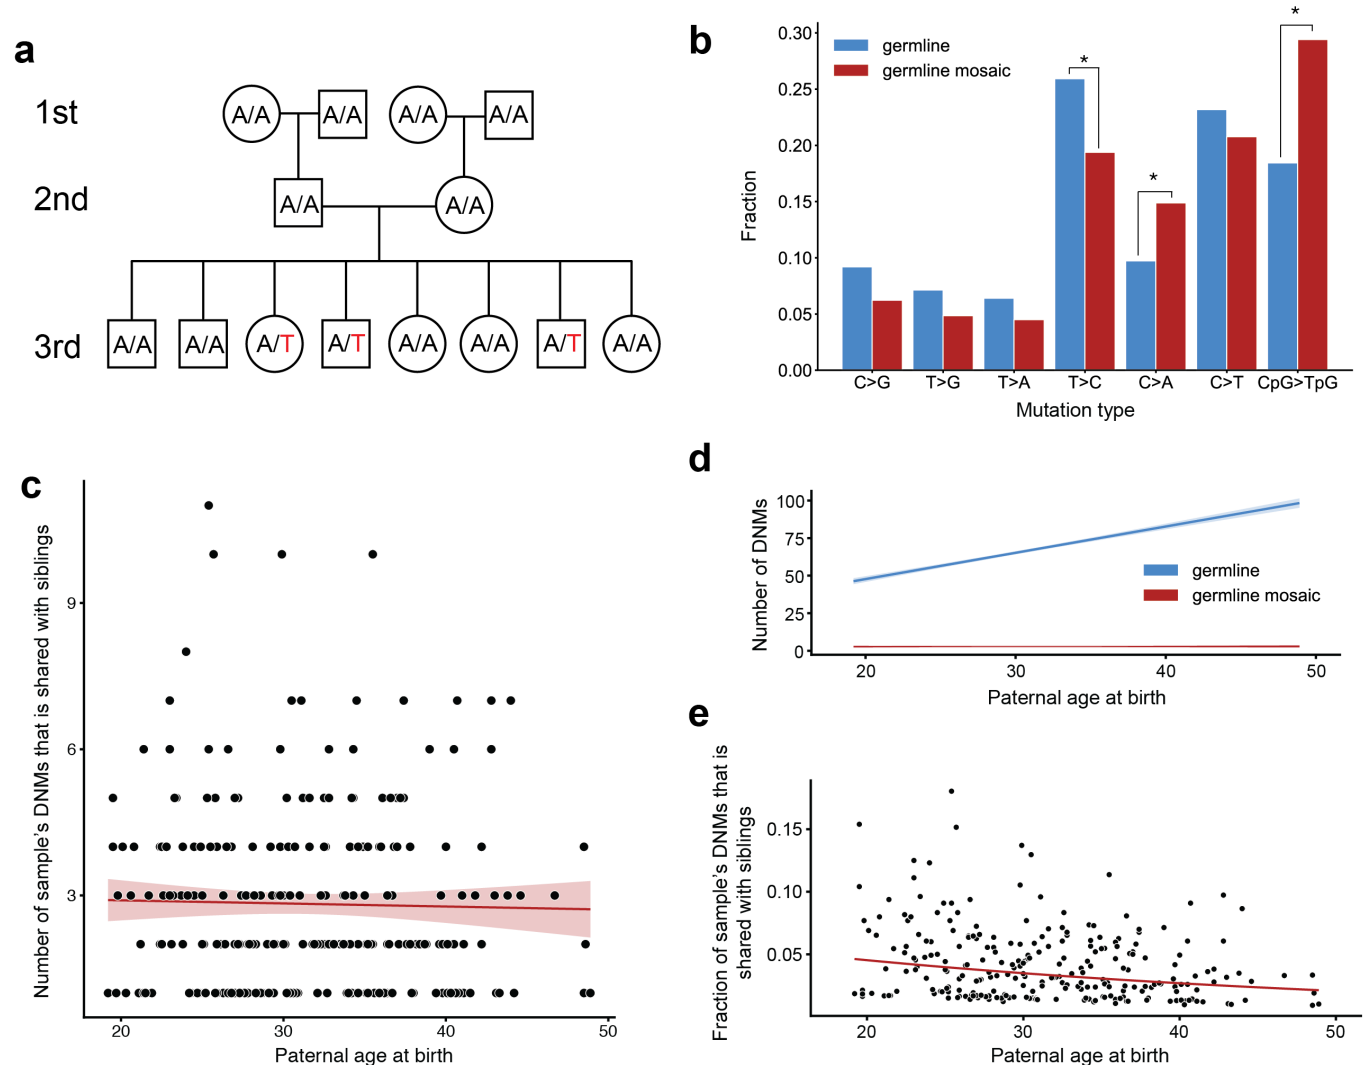 a
1st
A/A A/A A/A A/A
2nd
A/A A/A
3rd
A/A A/A A/T A/T A/A A/A A/T A/A
b
germline
germline mosaic
* * *
Fraction
0.30
0.25
0.20
0.15
0.10
0.05
0.00
C>G T>G T>A T>C C>A C>T CpG>TpG
Mutation type
c
Number of sample's DNMs that is shared with siblings
9
6
3
20 30 40 50
Paternal age at birth
d
Number of DNMs
100
75
50
25
0
germline
germline mosaic
20 30 40 50
Paternal age at birth
e
Fraction of sample's DNMs that is
shared with siblings
0.15
0.10
0.05
20 30 40 50
Paternal age at birth